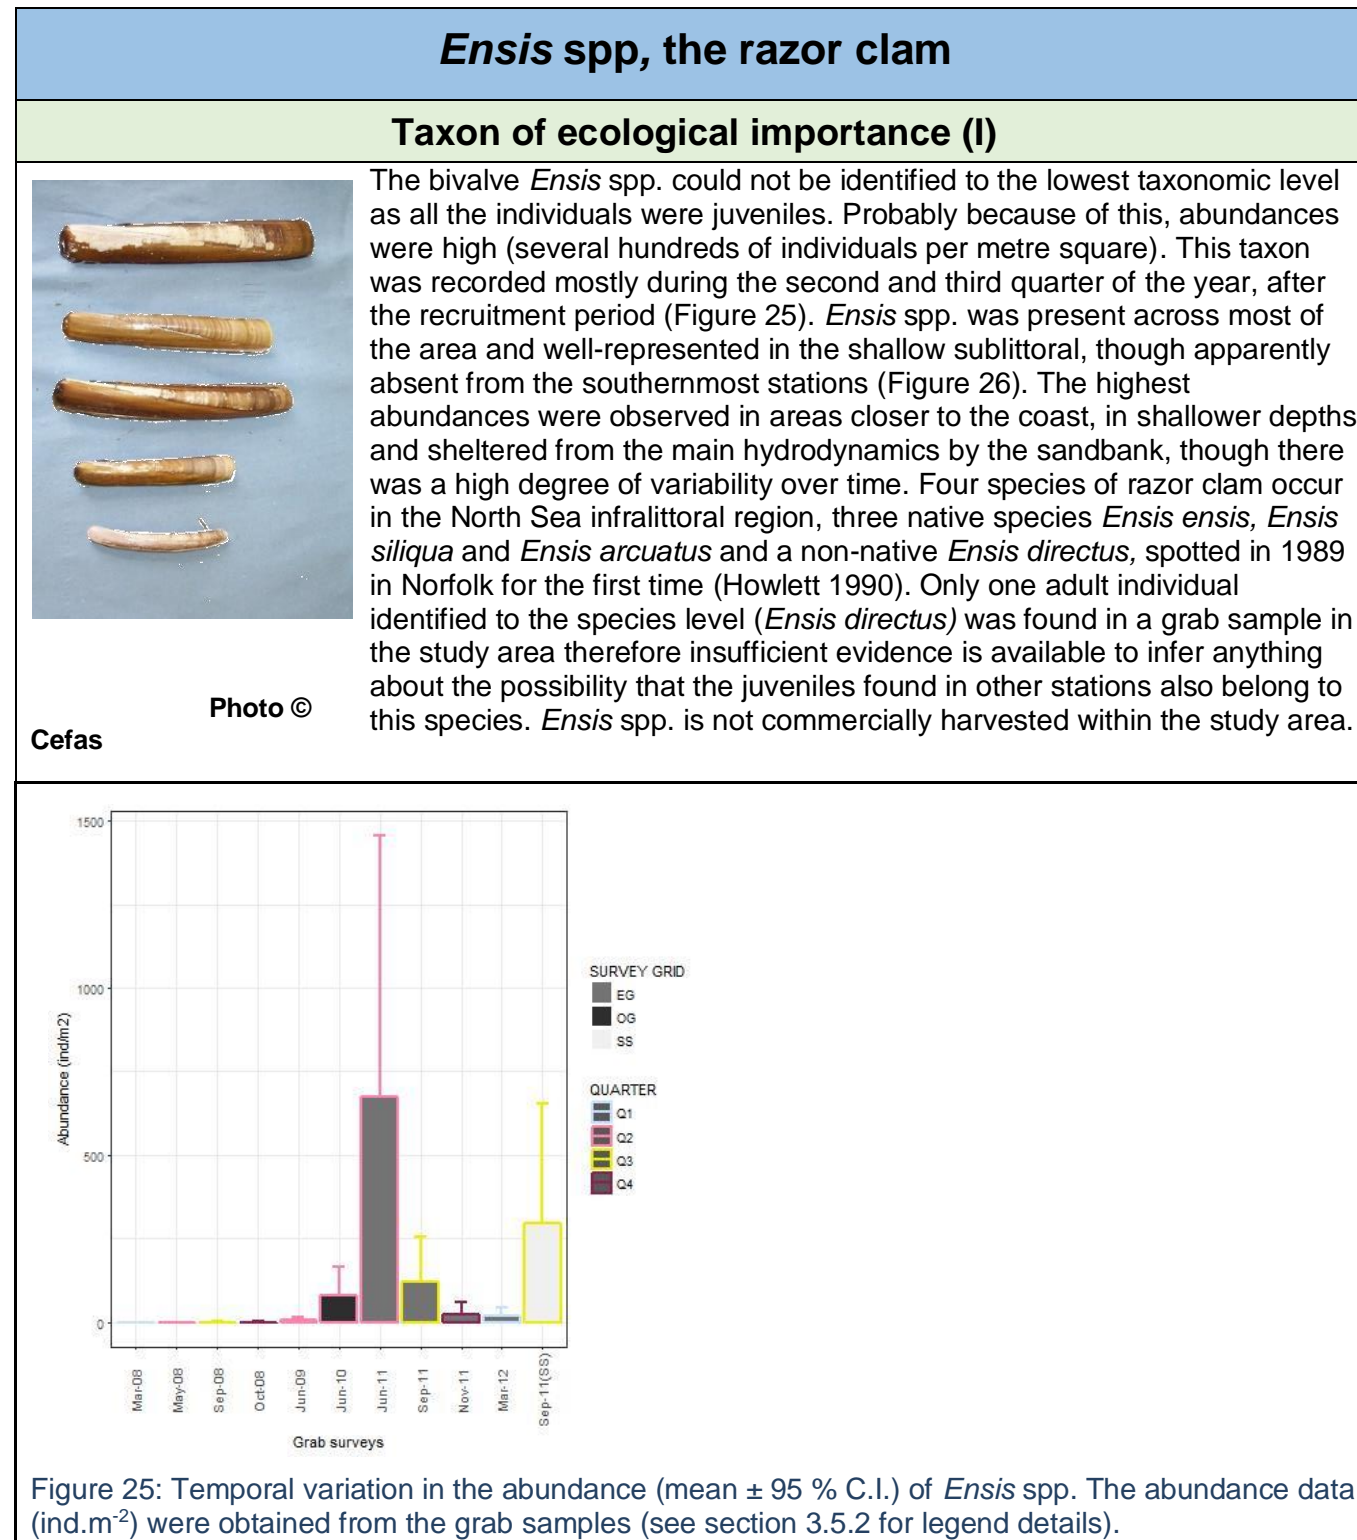 Ensis spp, the razor clam
Taxon of ecological importance (I)
The bivalve Ensis spp. could not be identified to the lowest taxonomic level
as all the individuals were juveniles. Probably because of this, abundances
were high (several hundreds of individuals per metre square). This taxon
was recorded mostly during the second and third quarter of the year, after
the recruitment period (Figure 25). Ensis spp. was present across most of
the area and well-represented in the shallow sublittoral, though apparently
absent from the southernmost stations (Figure 26). The highest
abundances were observed in areas closer to the coast, in shallower depths
and sheltered from the main hydrodynamics by the sandbank, though there
was a high degree of variability over time. Four species of razor clam occur
in the North Sea infralittoral region, three native species Ensis ensis, Ensis
siliqua and Ensis arcuatus and a non-native Ensis directus, spotted in 1989
in Norfolk for the first time (Howlett 1990). Only one adult individual
identified to the species level (Ensis directus) was found in a grab sample in
the study area therefore insufficient evidence is available to infer anything
about the possibility that the juveniles found in other stations also belong to
this species. Ensis spp. is not commercially harvested within the study area.
Photo ©
Cefas
1500
1000
500
0
Abundance (ind/m2)
Mar-08
May-08
Sep-08
Oct-08
Jun-09
Jun-10
Jun-11
Sep-11
Nov-11
Mar-12
Sep-11(SS)
Grab surveys
SURVEY GRID
EG
OG
SS
QUARTER
Q1
Q2
Q3
Q4
Figure 25: Temporal variation in the abundance (mean ± 95 % C.I.) of Ensis spp. The abundance data
(ind.m-2) were obtained from the grab samples (see section 3.5.2 for legend details).